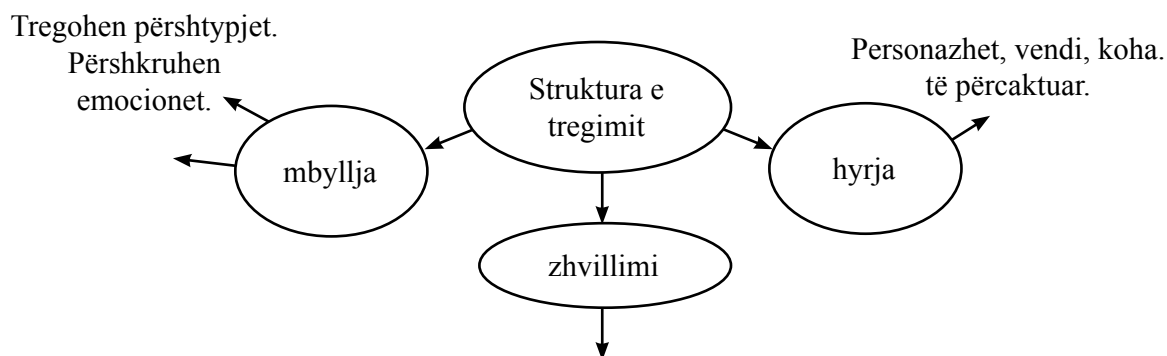 Tregohen përshtypjet.
Përshkruhen
emocionet.
Struktura e
tregimit
Personazhet, vendi, koha.
të përcaktuar.
mbyllja
hyrja
zhvillimi